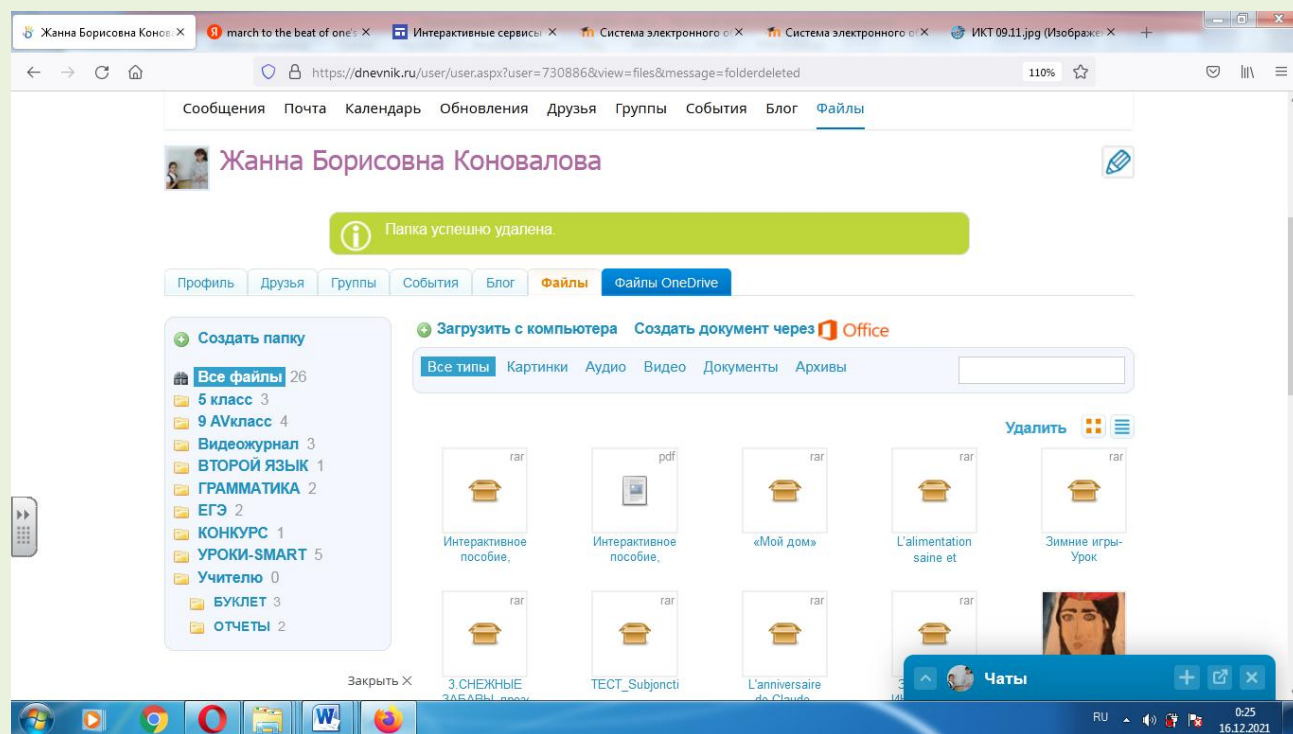 Жанна Борисовна Конов
march to the beat of one's
Интерактивные сервисы
Система электронного о
Система электронного о
ИКТ 09.11.jpg (Изображе
https://dnevnik.ru/user/user.aspx?user=730886&view=files&message=folderdeleted
110%
Сообщения Почта Календарь Обновления Друзья Группы События Блог Файлы
Жанна Борисовна Коновалова
Папка успешно удалена.
Профиль Друзья Группы События Блог Файлы Файлы OneDrive
Создать папку
Все файлы 26
5 класс 3
9 AVкласс 4
Видеожурнал 3
ВТОРОЙ ЯЗЫК 1
ГРАММАТИКА 2
ЕГЭ 2
КОНКУРС 1
УРОКИ-SMART 5
Учителю 0
БУКЛЕТ 3
ОТЧЕТЫ 2
Загрузить с компьютера Создать документ через Office
Все типы Картинки Аудио Видео Документы Архивы
Удалить
rar pdf rar rar rar
Интерактивное пособие,
Интерактивное пособие,
«Мой дом»
L'alimentation saine et
Зимние игры-Урок
rar rar rar rar
3.СНЕЖНЫЕ ЗАБАВЫ
ТЕСТ_Subjoncti
L'anniversaire de Claude
Закрыть
Чаты
RU
0:25
16.12.2021